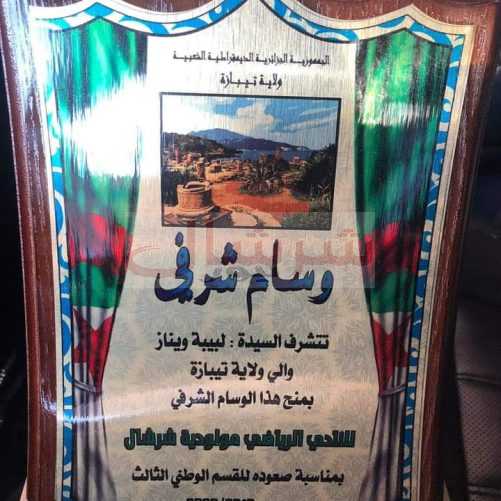 الجمهورية الجزائرية الديمقراطية الشعبية
ولاية تيبازة
شرشال
وسام شرفي
تتشرف السيدة : لبيبة ويناز
والي ولاية تيبازة
بمنح هذا الوسام الشرفي
للنادي الرياضي مولودية شرشال
بمناسبة صعوده للقسم الوطني الثالث